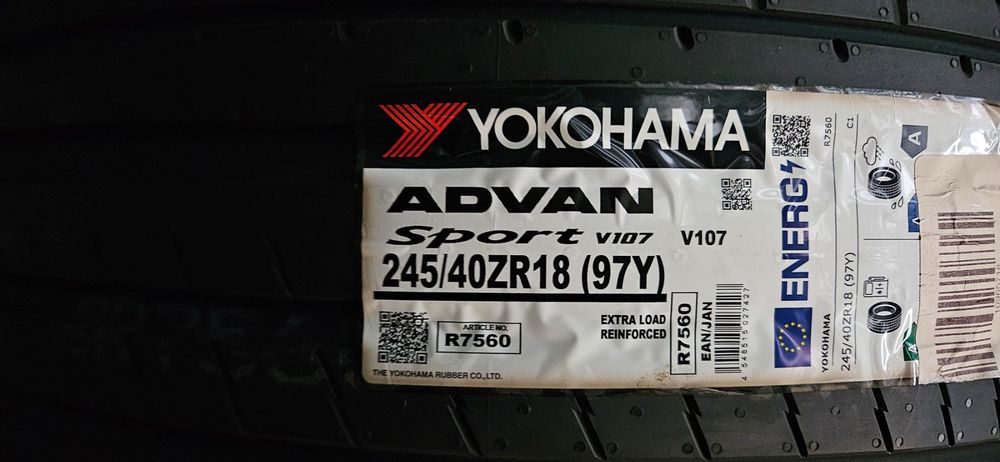 YOKOHAMA
ADVAN
Sport V107 V107
245/40ZR18 (97Y)
EXTRA LOAD
REINFORCED
ARTICLE NO.
R7560
THE YOKOHAMA RUBBER CO.,LTD.
R7560
EAN/JAN
4 548515 027427
ENERG
YOKOHAMA
245/40ZR18 (97Y)
R7560
C1
A
A
A